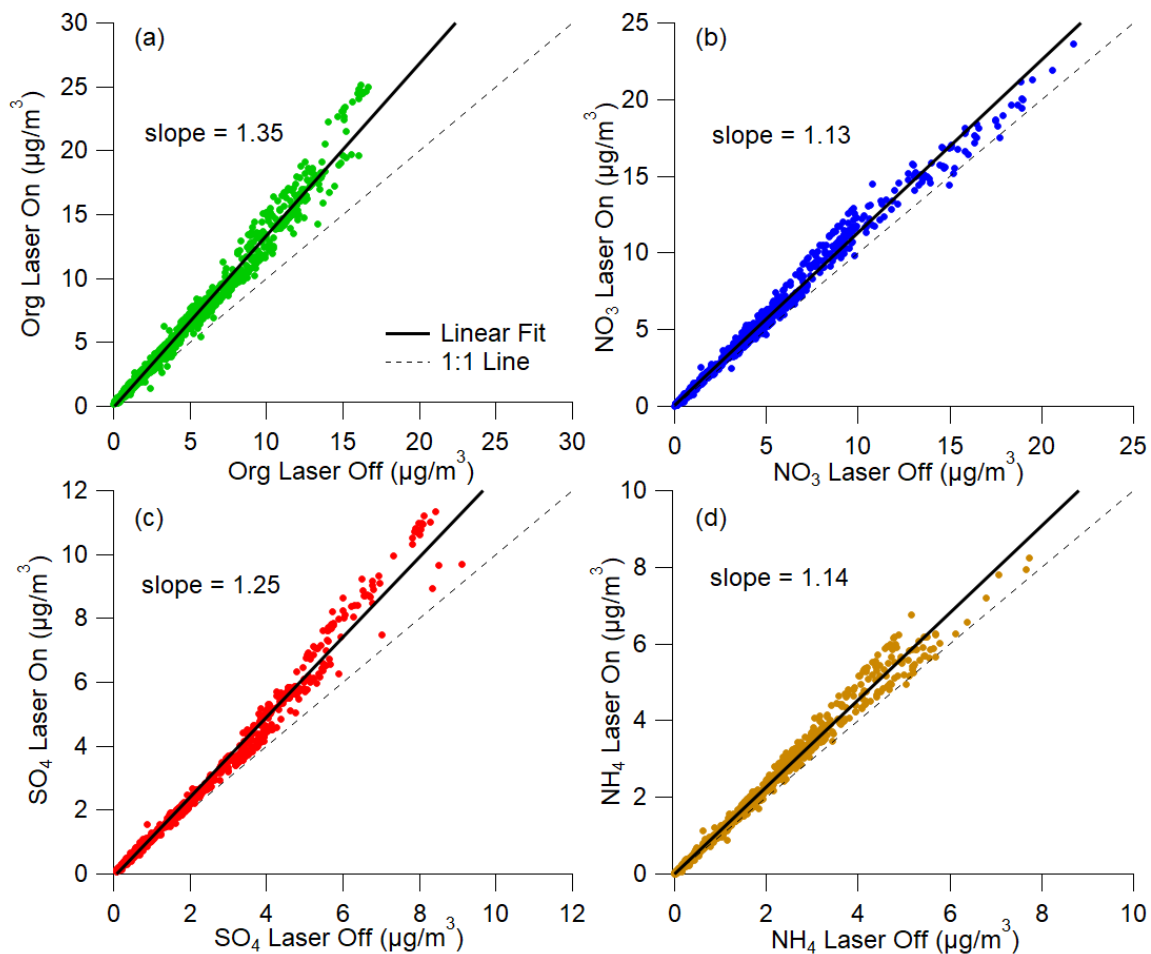 (a)
slope = 1.35
Linear Fit
1:1 Line
Org Laser On (µg/m³)
30
25
20
15
10
5
0
0 5 10 15 20 25 30
Org Laser Off (µg/m³)
(b)
slope = 1.13
NO₃ Laser On (µg/m³)
25
20
15
10
5
0
0 5 10 15 20 25
NO₃ Laser Off (µg/m³)
(c)
slope = 1.25
SO₄ Laser On (µg/m³)
12
10
8
6
4
2
0
0 2 4 6 8 10 12
SO₄ Laser Off (µg/m³)
(d)
slope = 1.14
NH₄ Laser On (µg/m³)
10
8
6
4
2
0
0 2 4 6 8 10
NH₄ Laser Off (µg/m³)